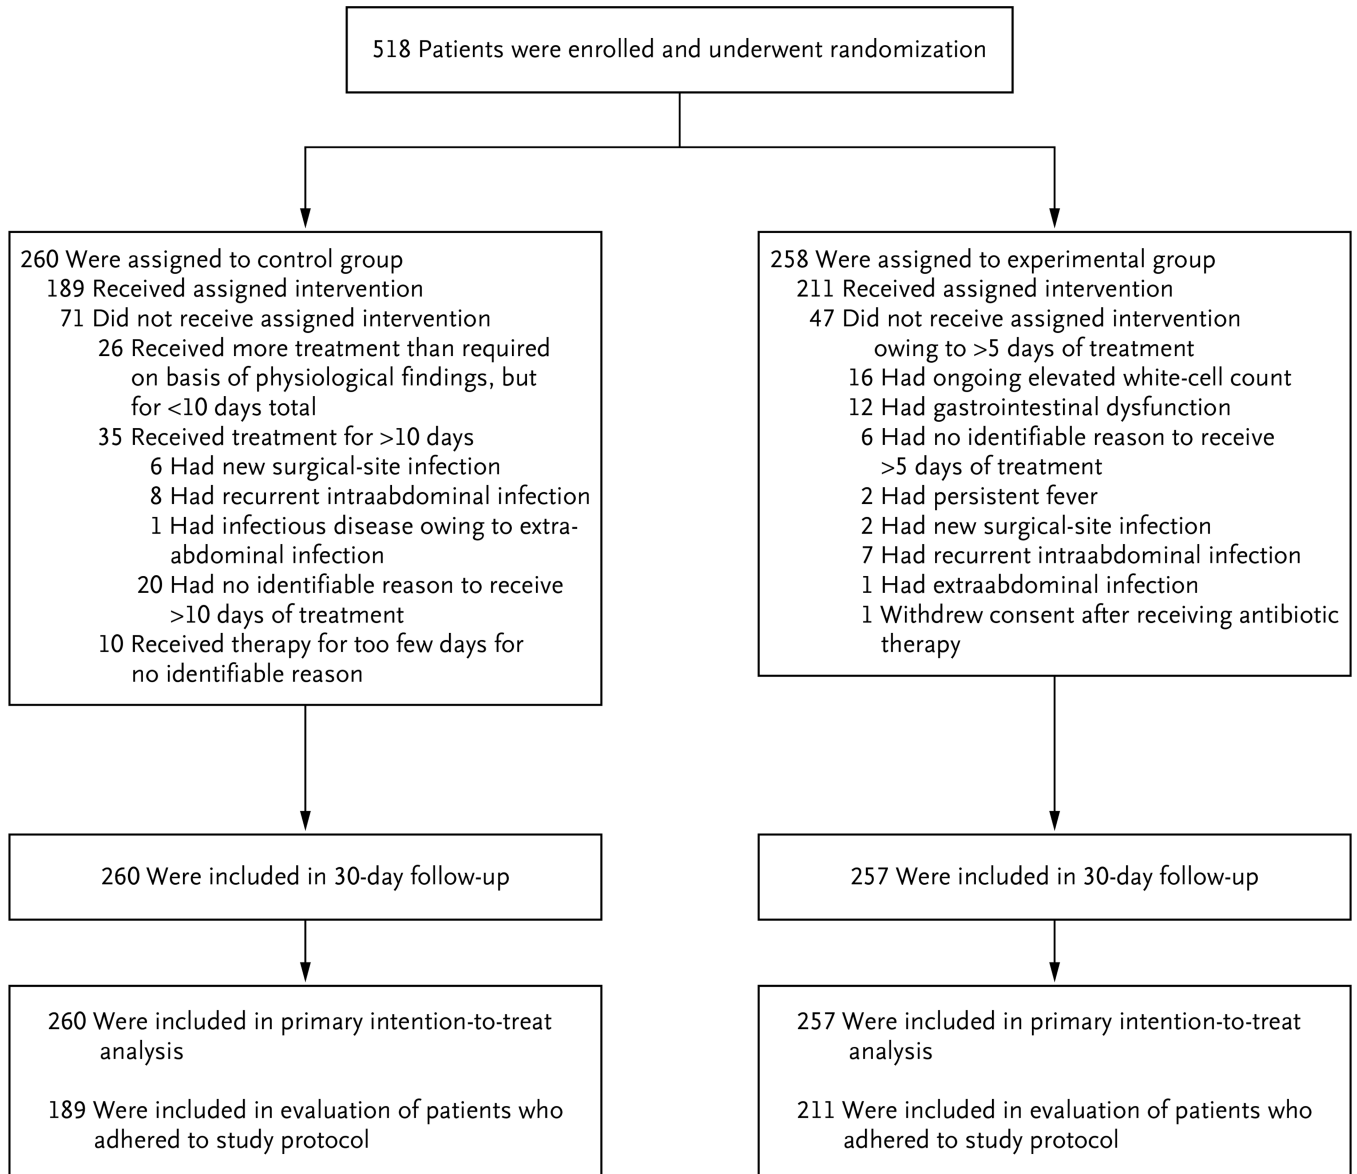 518 Patients were enrolled and underwent randomization
260 Were assigned to control group
189 Received assigned intervention
71 Did not receive assigned intervention
26 Received more treatment than required
on basis of physiological findings, but
for <10 days total
35 Received treatment for >10 days
6 Had new surgical-site infection
8 Had recurrent intraabdominal infection
1 Had infectious disease owing to extra-
abdominal infection
20 Had no identifiable reason to receive
>10 days of treatment
10 Received therapy for too few days for
no identifiable reason
258 Were assigned to experimental group
211 Received assigned intervention
47 Did not receive assigned intervention
owing to >5 days of treatment
16 Had ongoing elevated white-cell count
12 Had gastrointestinal dysfunction
6 Had no identifiable reason to receive
>5 days of treatment
2 Had persistent fever
2 Had new surgical-site infection
7 Had recurrent intraabdominal infection
1 Had extraabdominal infection
1 Withdrew consent after receiving antibiotic
therapy
260 Were included in 30-day follow-up
257 Were included in 30-day follow-up
260 Were included in primary intention-to-treat
analysis
189 Were included in evaluation of patients who
adhered to study protocol
257 Were included in primary intention-to-treat
analysis
211 Were included in evaluation of patients who
adhered to study protocol